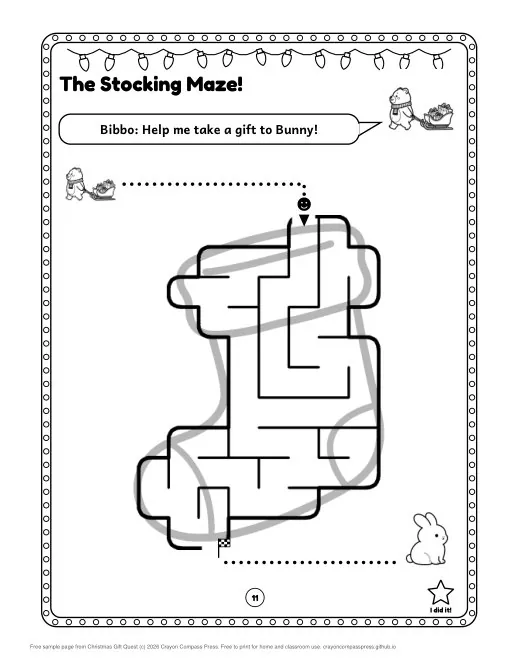 The Stocking Maze!
Bibbo: Help me take a gift to Bunny!
11
I did it!
Free sample page from Christmas Gift Quest (c) 2026 Crayon Compass Press. Free to print for home and classroom use. crayoncompasspress.github.io